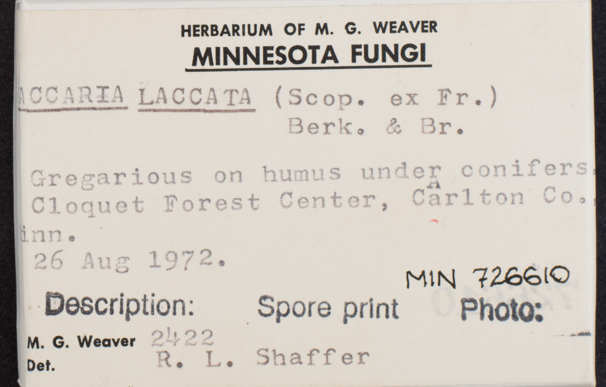 HERBARIUM OF M. G. WEAVER
MINNESOTA FUNGI
ACCARIA LACCATA (Scop. ex Fr.)
Berk. & Br.
Gregarious on humus under conifers.
Cloquet Forest Center, Carlton Co.,
inn.
26 Aug 1972.
MIN 726610
Description: Spore print Photo:
M. G. Weaver 2422
Det. R. L. Shaffer